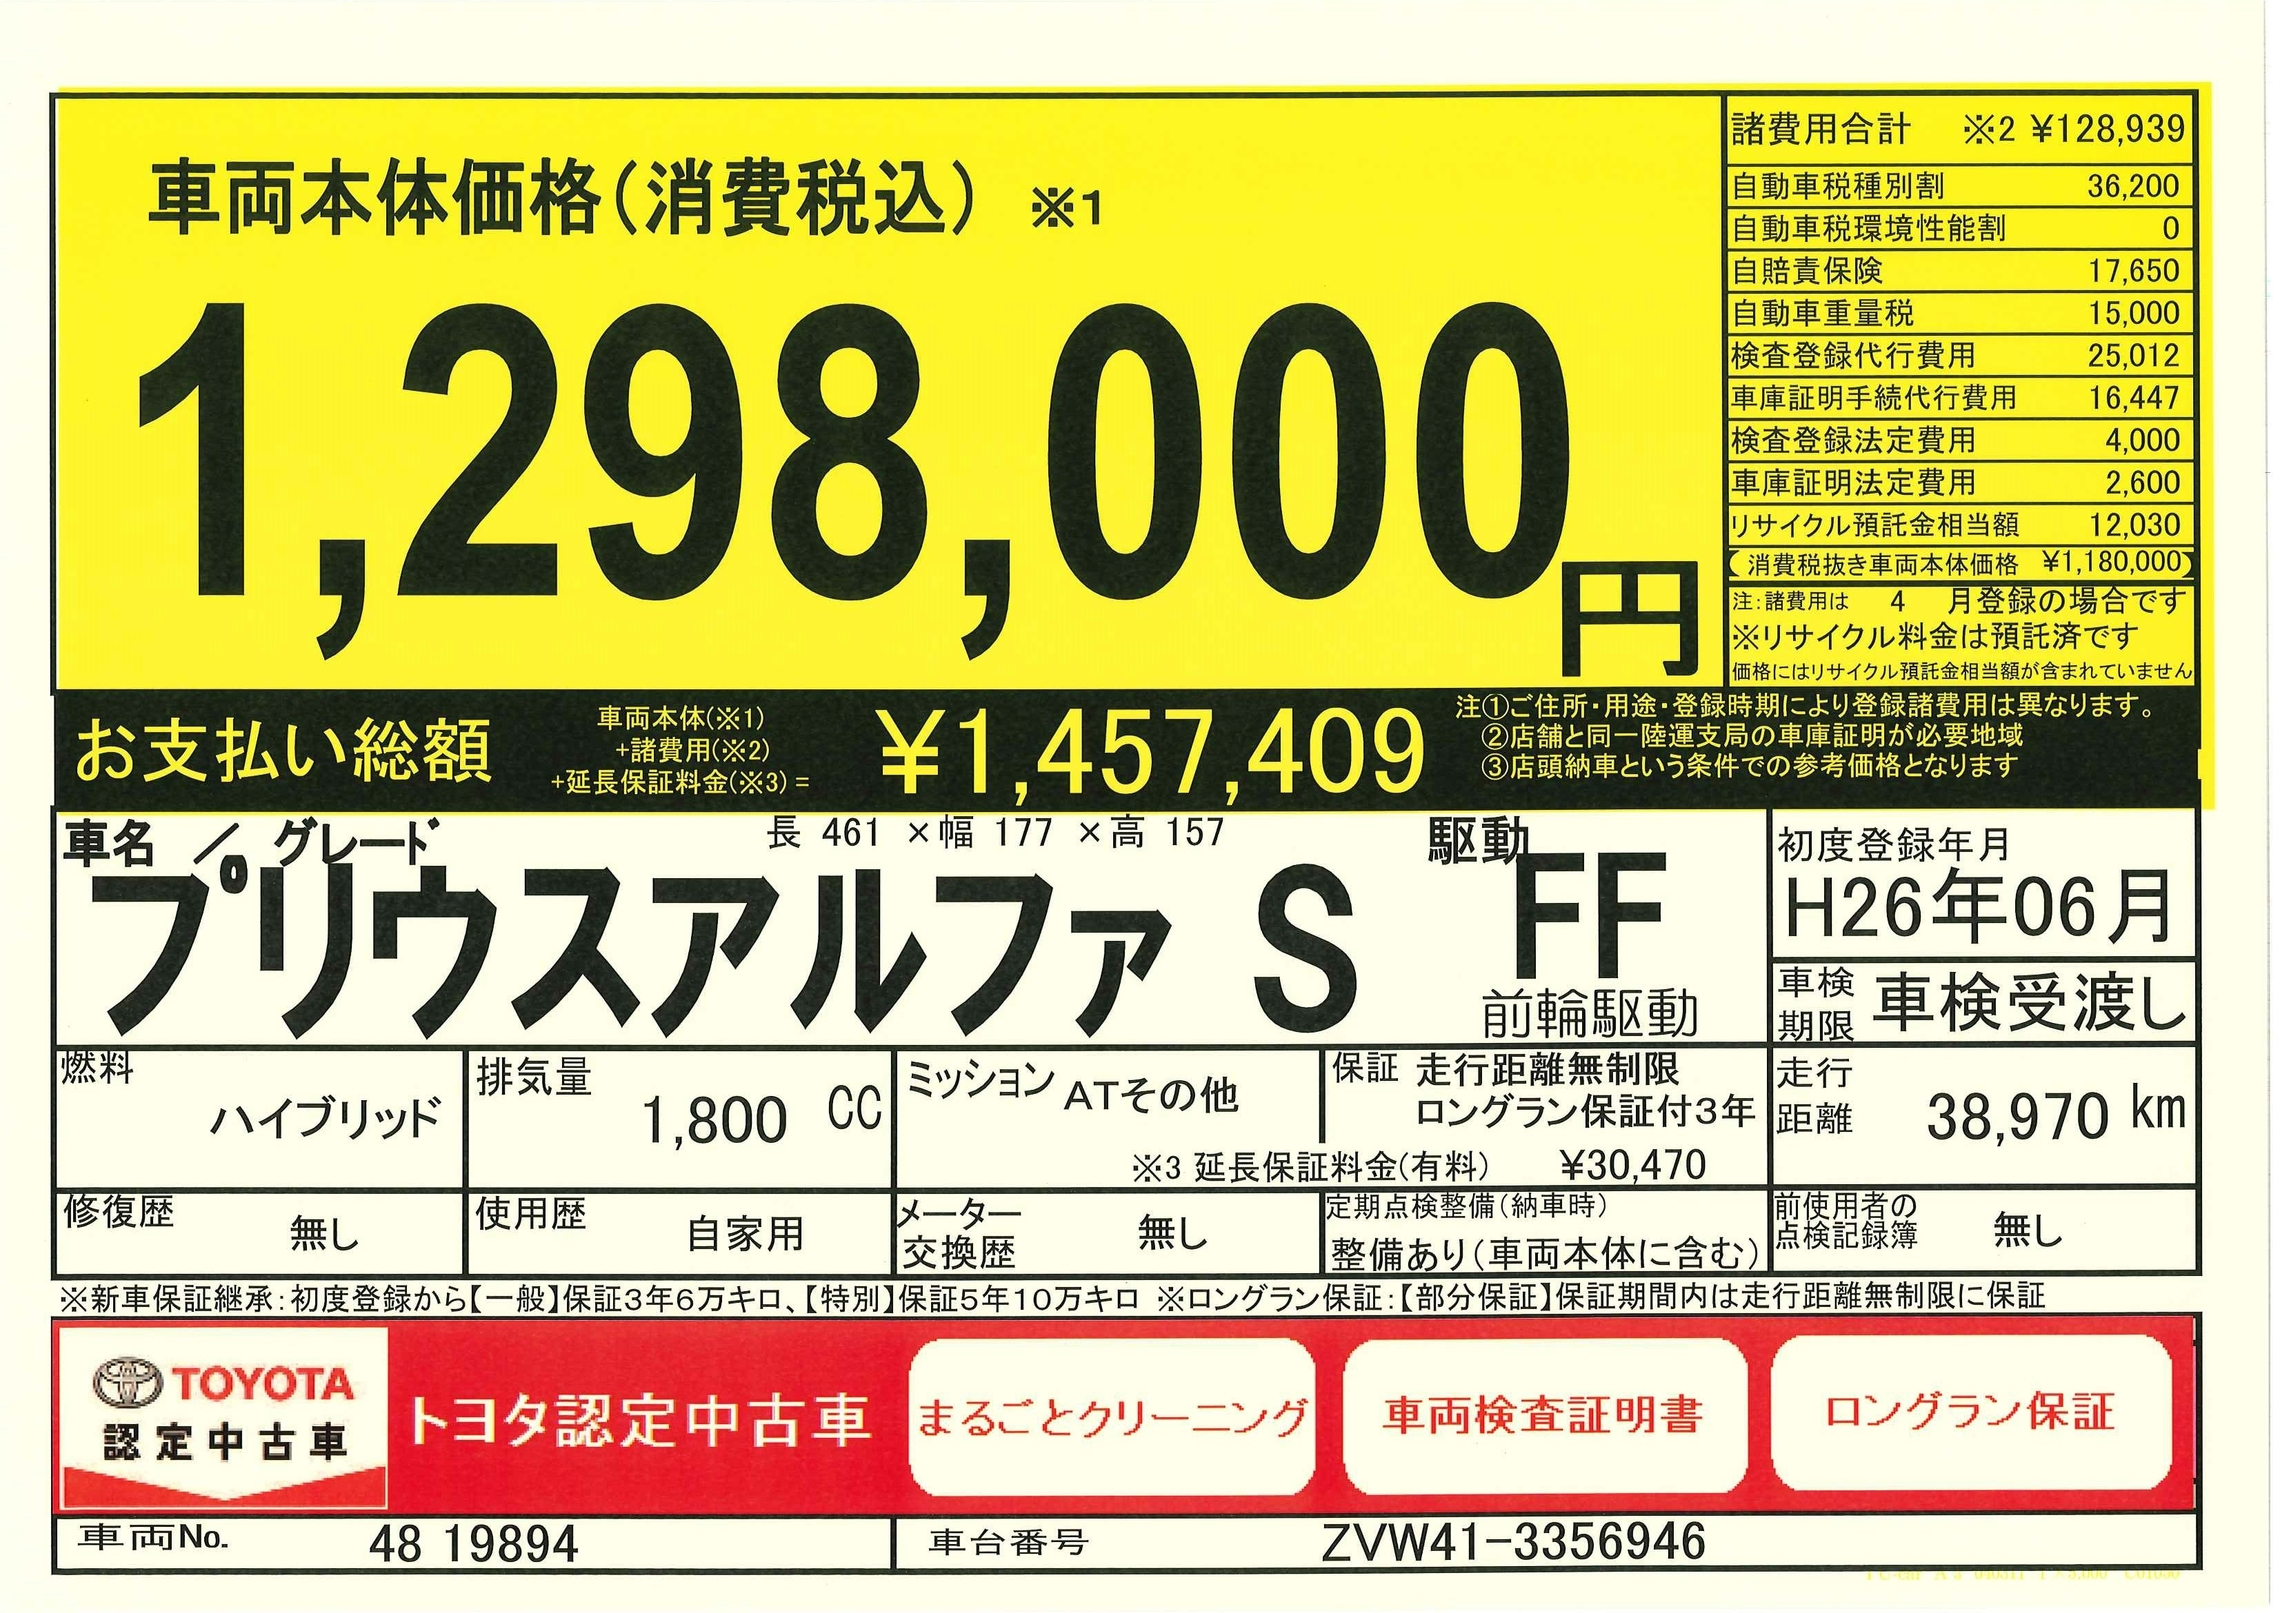 車両本体価格(消費税込) ※1
1,298,000円
諸費用合計 ※2 ¥128,939
自動車税種別割 36,200
自動車税環境性能割 0
自賠責保険 17,650
自動車重量税 15,000
検査登録代行費用 25,012
車庫証明手続代行費用 16,447
検査登録法定費用 4,000
車庫証明法定費用 2,600
リサイクル預託金相当額 12,030
(消費税抜き車両本体価格 ¥1,180,000)
注:諸費用は 4 月登録の場合です
※リサイクル料金は預託済です
価格にはリサイクル預託金相当額が含まれていません
お支払い総額
車両本体(※1)
+諸費用(※2)
+延長保証料金(※3)=
¥1,457,409
注①ご住所・用途・登録時期により登録諸費用は異なります。
②店舗と同一陸運支局の車庫証明が必要地域
③店頭納車という条件での参考価格となります
車名 / グレード
長 461 ×幅 177 ×高 157
プリウスアルファ S
駆動
FF
前輪駆動
初度登録年月
H26年06月
車検期限 車検受渡し
燃料 ハイブリッド
排気量 1,800 CC
ミッション ATその他
保証 走行距離無制限
ロングラン保証付3年
※3 延長保証料金(有料) ¥30,470
走行距離 38,970 km
修復歴 無し
使用歴 自家用
メーター交換歴 無し
定期点検整備(納車時)
整備あり(車両本体に含む)
前使用者の点検記録簿 無し
※新車保証継承:初度登録から【一般】保証3年6万キロ、【特別】保証5年10万キロ ※ロングラン保証:【部分保証】保証期間内は走行距離無制限に保証
TOYOTA
認定中古車
トヨタ認定中古車
まるごとクリーニング
車両検査証明書
ロングラン保証
車両No. 48 19894
車台番号 ZVW41-3356946